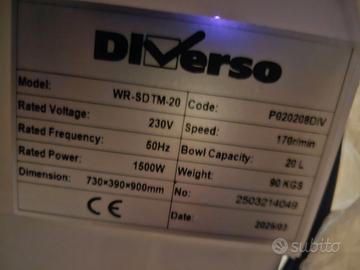 DIVerso
Model: WR-SDTM-20 Code: P020208DIV
Rated Voltage: 230V Speed: 170r/min
Rated Frequency: 50Hz Bowl Capacity: 20 L
Rated Power: 1500W Weight: 90 KGS
Dimension: 730*390*900mm No: 2503214049
CE Date: 2025/03
subito